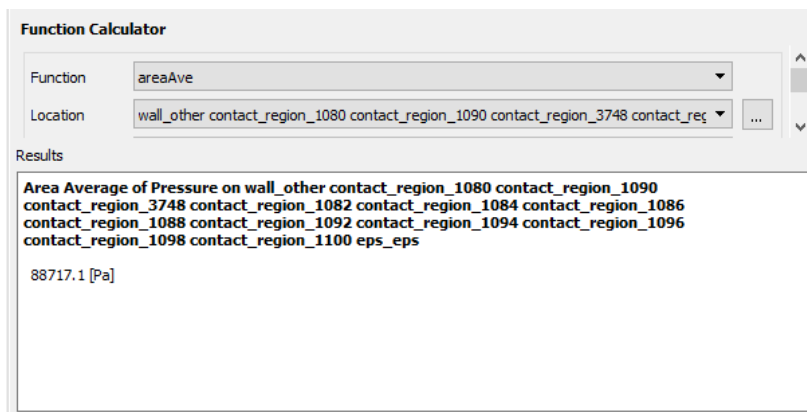 Function Calculator
Function areaAve
Location wall_other contact_region_1080 contact_region_1090 contact_region_3748 contact_reg ...
Results
Area Average of Pressure on wall_other contact_region_1080 contact_region_1090
contact_region_3748 contact_region_1082 contact_region_1084 contact_region_1086
contact_region_1088 contact_region_1092 contact_region_1094 contact_region_1096
contact_region_1098 contact_region_1100 eps_eps
88717.1 [Pa]